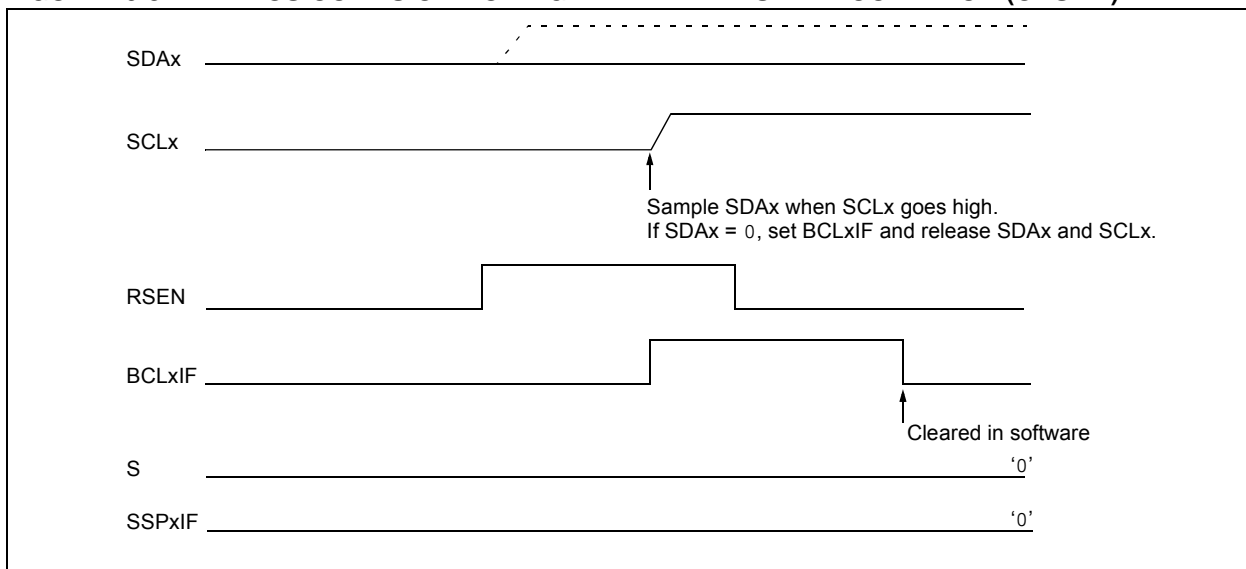 SDAx
SCLx
Sample SDAx when SCLx goes high.
If SDAx = 0, set BCLxIF and release SDAx and SCLx.
RSEN
BCLxIF
Cleared in software
S
‘0’
SSPxIF
‘0’